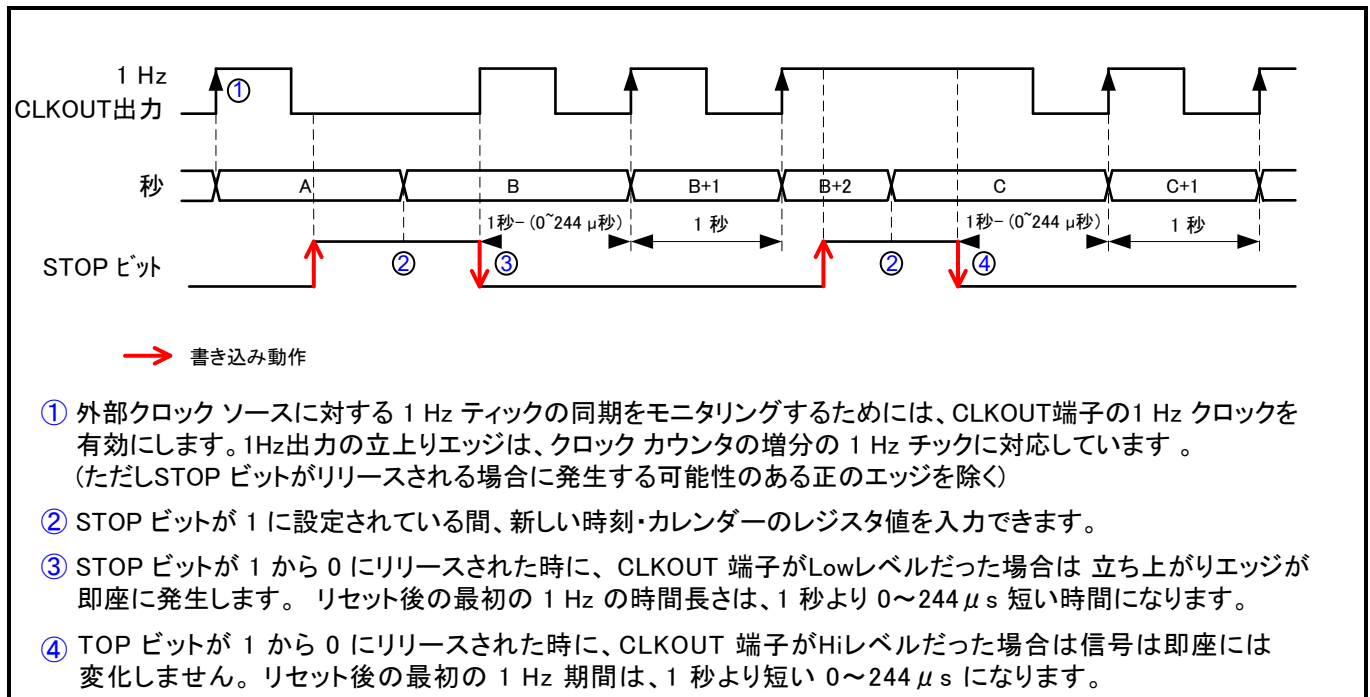 1 Hz
CLKOUT出力
①
秒
A
B
B+1
B+2
C
C+1
1秒-(0~244 μ秒)
1 秒
1秒-(0~244 μ秒)
1 秒
STOP ビット
②
③
②
④
書き込み動作
① 外部クロック ソースに対する 1 Hz ティックの同期をモニタリングするためには、CLKOUT端子の1 Hz クロックを
有効にします。1Hz出力の立上りエッジは、クロック カウンタの増分の 1 Hz チックに対応しています 。
(ただしSTOP ビットがリリースされる場合に発生する可能性のある正のエッジを除く)
② STOP ビットが 1 に設定されている間、新しい時刻・カレンダーのレジスタ値を入力できます。
③ STOP ビットが 1 から 0 にリリースされた時に、 CLKOUT 端子がLowレベルだった場合は 立ち上がりエッジが
即座に発生します。 リセット後の最初の 1 Hz の時間長さは、1 秒より 0～244μs 短い時間になります。
④ TOP ビットが 1 から 0 にリリースされた時に、CLKOUT 端子がHiレベルだった場合は信号は即座には
変化しません。リセット後の最初の 1 Hz 期間は、1 秒より短い 0～244μs になります。